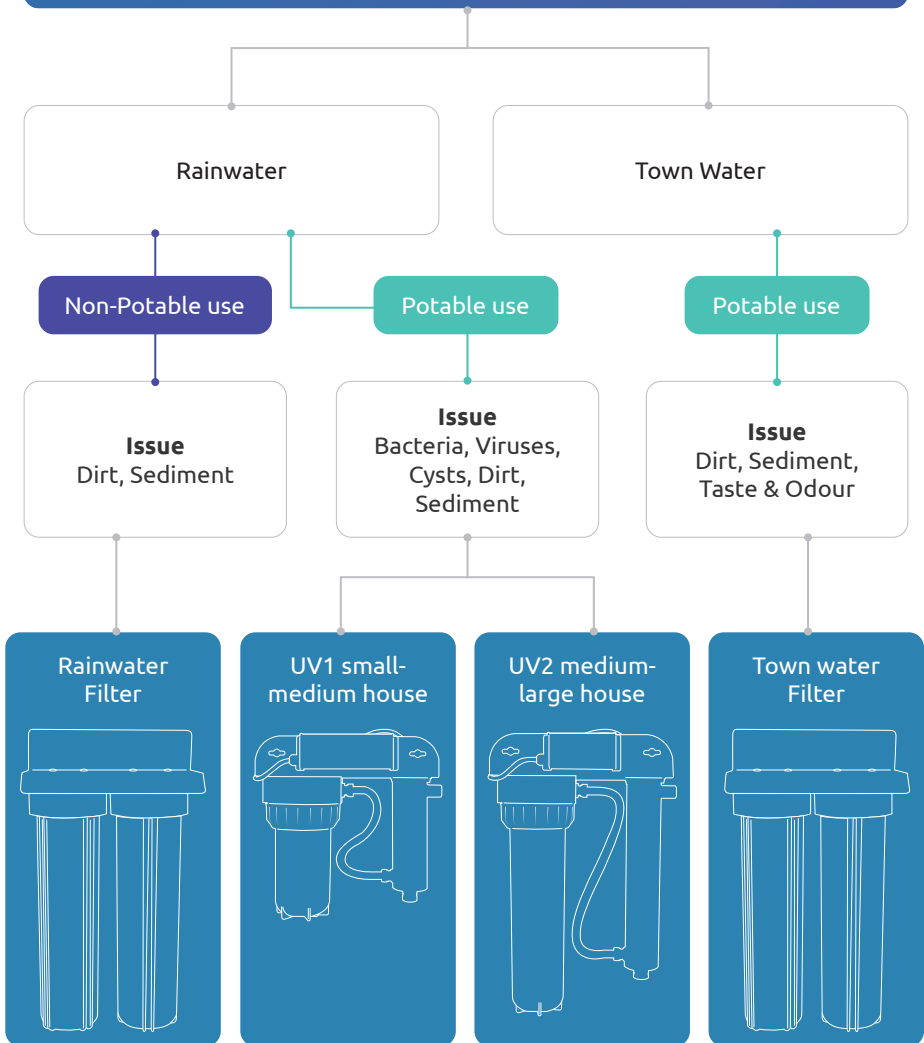 Rainwater
Town Water
Non-Potable use
Potable use
Potable use
Issue
Dirt, Sediment
Issue
Bacteria, Viruses,
Cysts, Dirt,
Sediment
Issue
Dirt, Sediment,
Taste & Odour
Rainwater
Filter
UV1 small-
medium house
UV2 medium-
large house
Town water
Filter